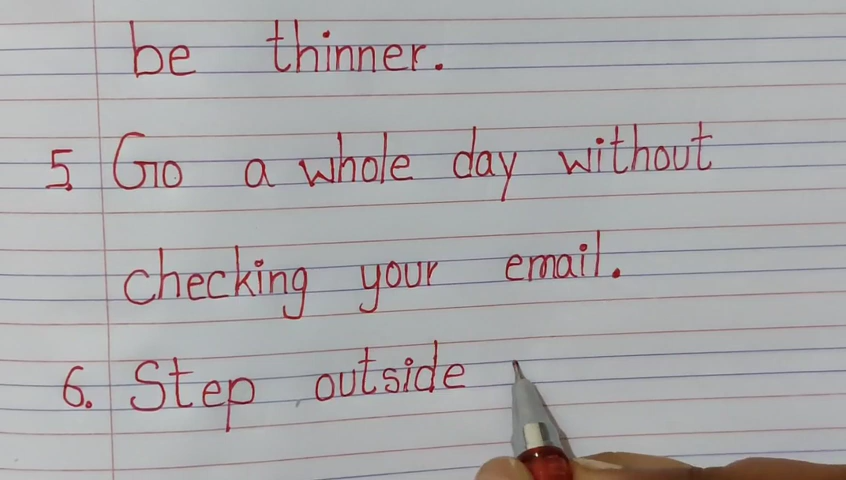 be thinner.
5. Go a whole day without
checking your email.
6. Step outside